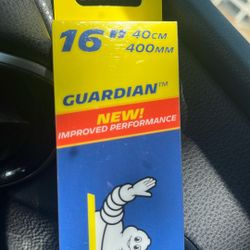 16" 40CM
400MM
GUARDIAN™
NEW!
IMPROVED PERFORMANCE